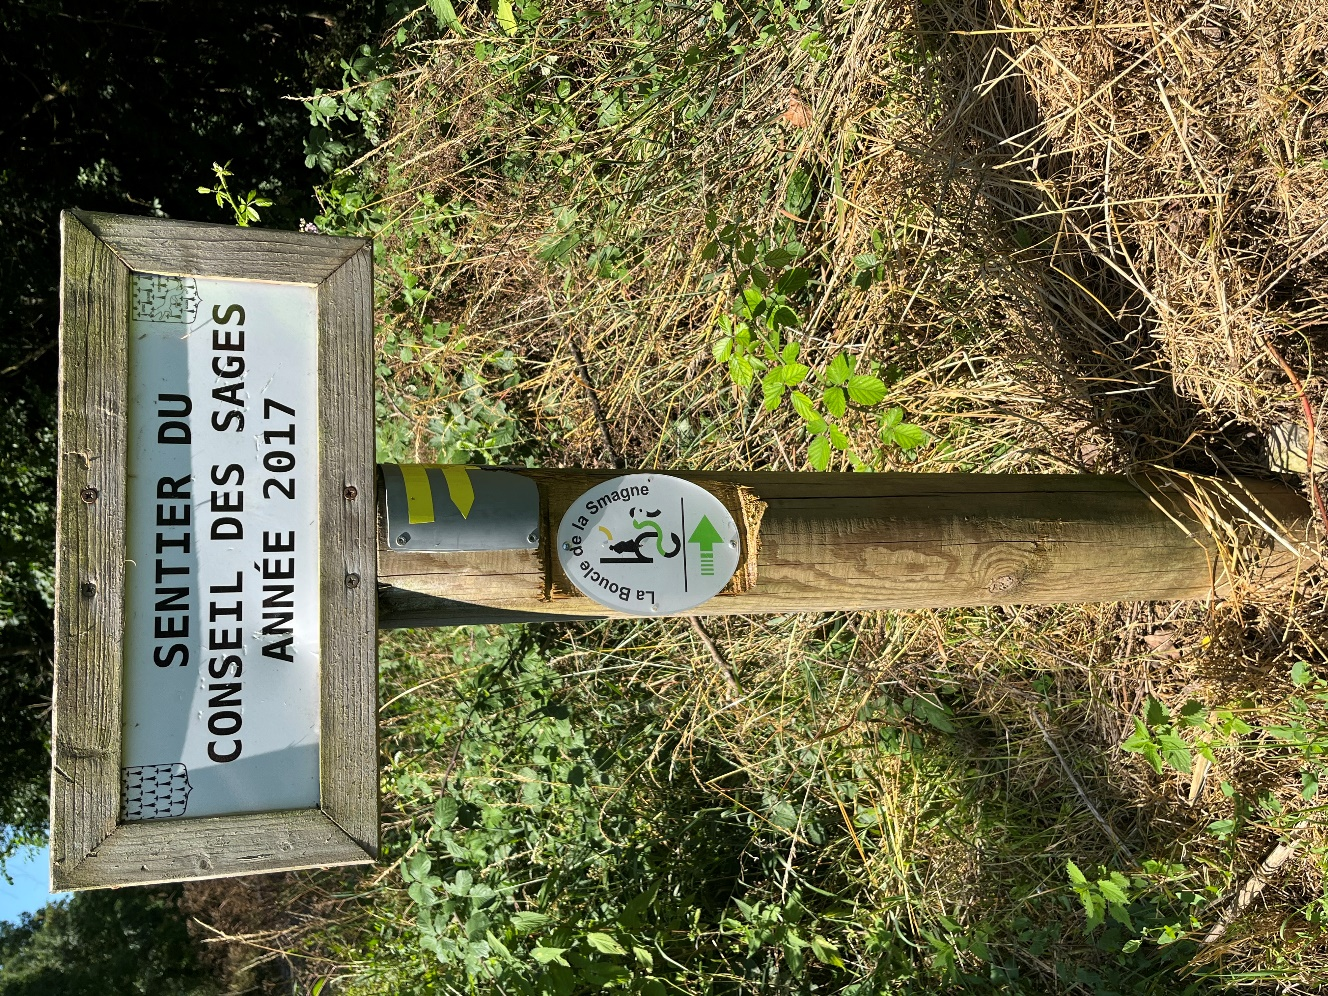 SENTIER DU
CONSEIL DES SAGES
ANNÉE 2017
La Boucle de la Smagne